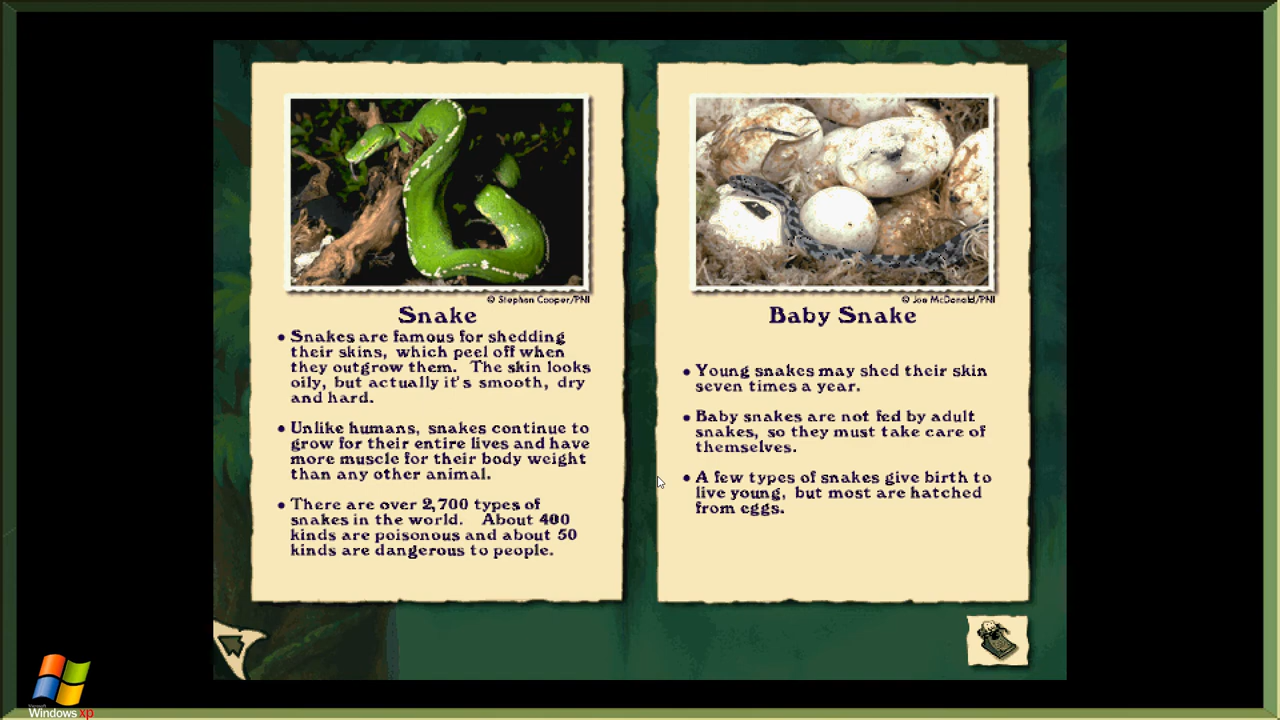 © Stephen Cooper/PNI
Snake
• Snakes are famous for shedding
their skins, which peel off when
they outgrow them. The skin looks
oily, but actually it's smooth, dry
and hard.
• Unlike humans, snakes continue to
grow for their entire lives and have
more muscle for their body weight
than any other animal.
• There are over 2,700 types of
snakes in the world. About 400
kinds are poisonous and about 50
kinds are dangerous to people.
© Joe McDonald/PNI
Baby Snake
• Young snakes may shed their skin
seven times a year.
• Baby snakes are not fed by adult
snakes, so they must take care of
themselves.
• A few types of snakes give birth to
live young, but most are hatched
from eggs.
Microsoft
Windows xp